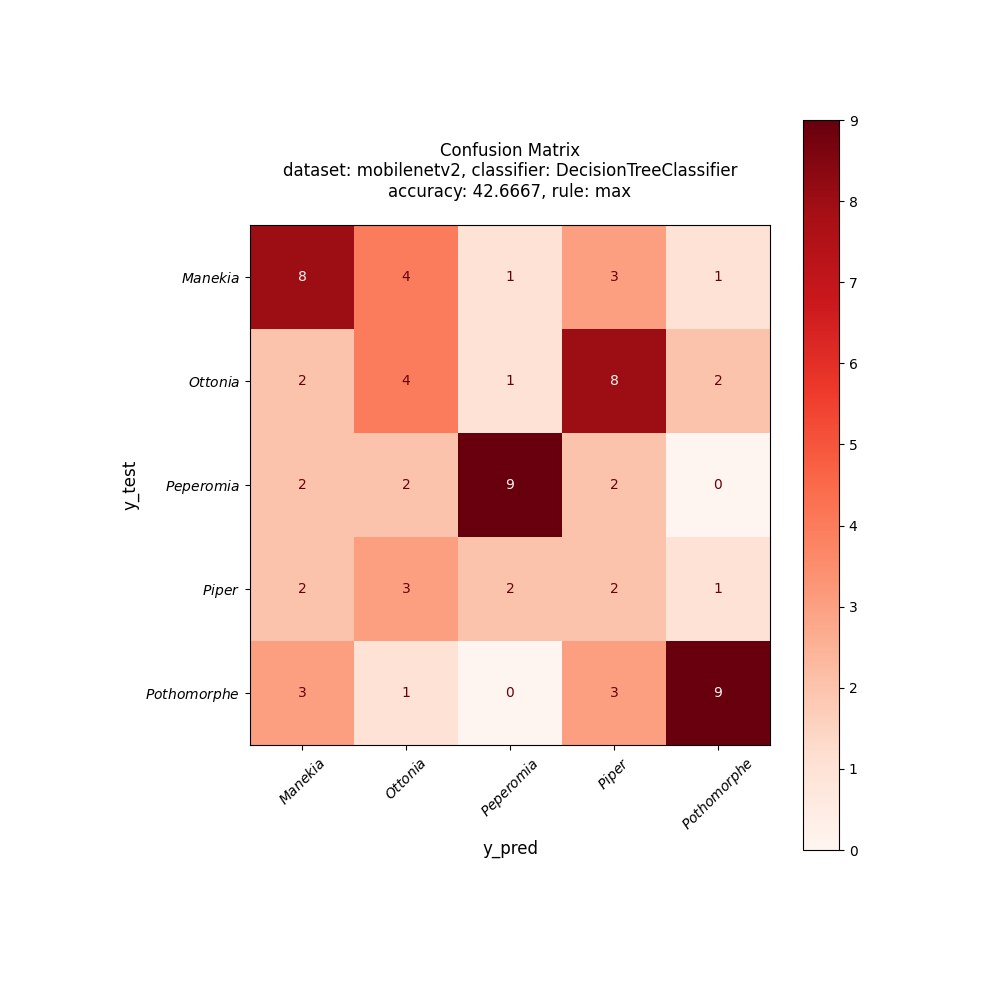 Confusion Matrix
dataset: mobilenetv2, classifier: DecisionTreeClassifier
accuracy: 42.6667, rule: max
y_test
Manekia 8 4 1 3 1
Ottonia 2 4 1 8 2
Peperomia 2 2 9 2 0
Piper 2 3 2 2 1
Pothomorphe 3 1 0 3 9
Manekia Ottonia Peperomia Piper Pothomorphe
y_pred
9
8
7
6
5
4
3
2
1
0